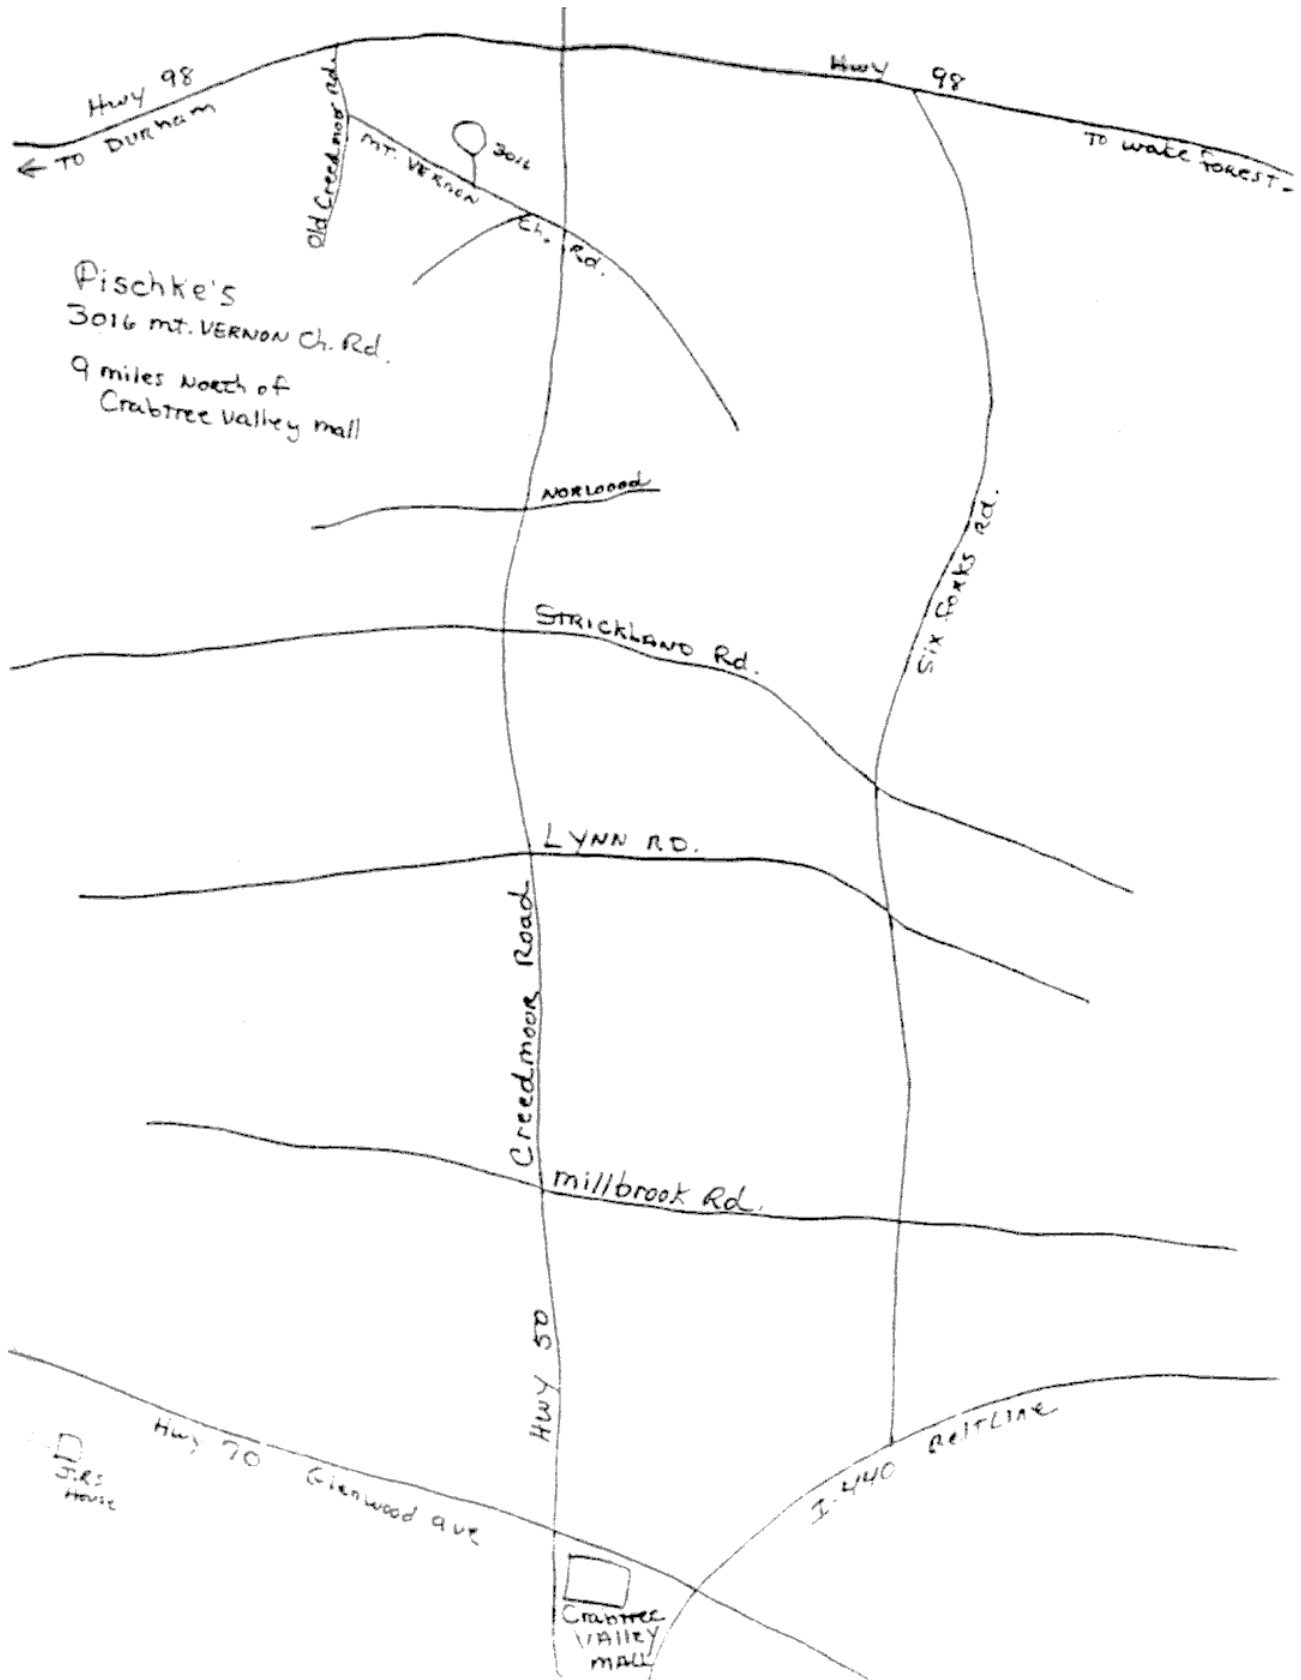 Hwy 98
← TO DURham
Old Creedmoor Rd.
Hwy 98
TO wake FOREST-
3016
MT. VERNON Ch. Rd.
Pischke's
3016 mt. VERNON Ch. Rd.
9 miles North of
Crabtree Valley mall
NORWOOD
Six Forks Rd.
STRICKLAND Rd.
LYNN RD.
Creedmoor Road
millbrook Rd.
HWY 50
Hwy 70 Glenwood ave
J.R.s
House
I-440 BeltLine
Crabtree
VAlley
MALL